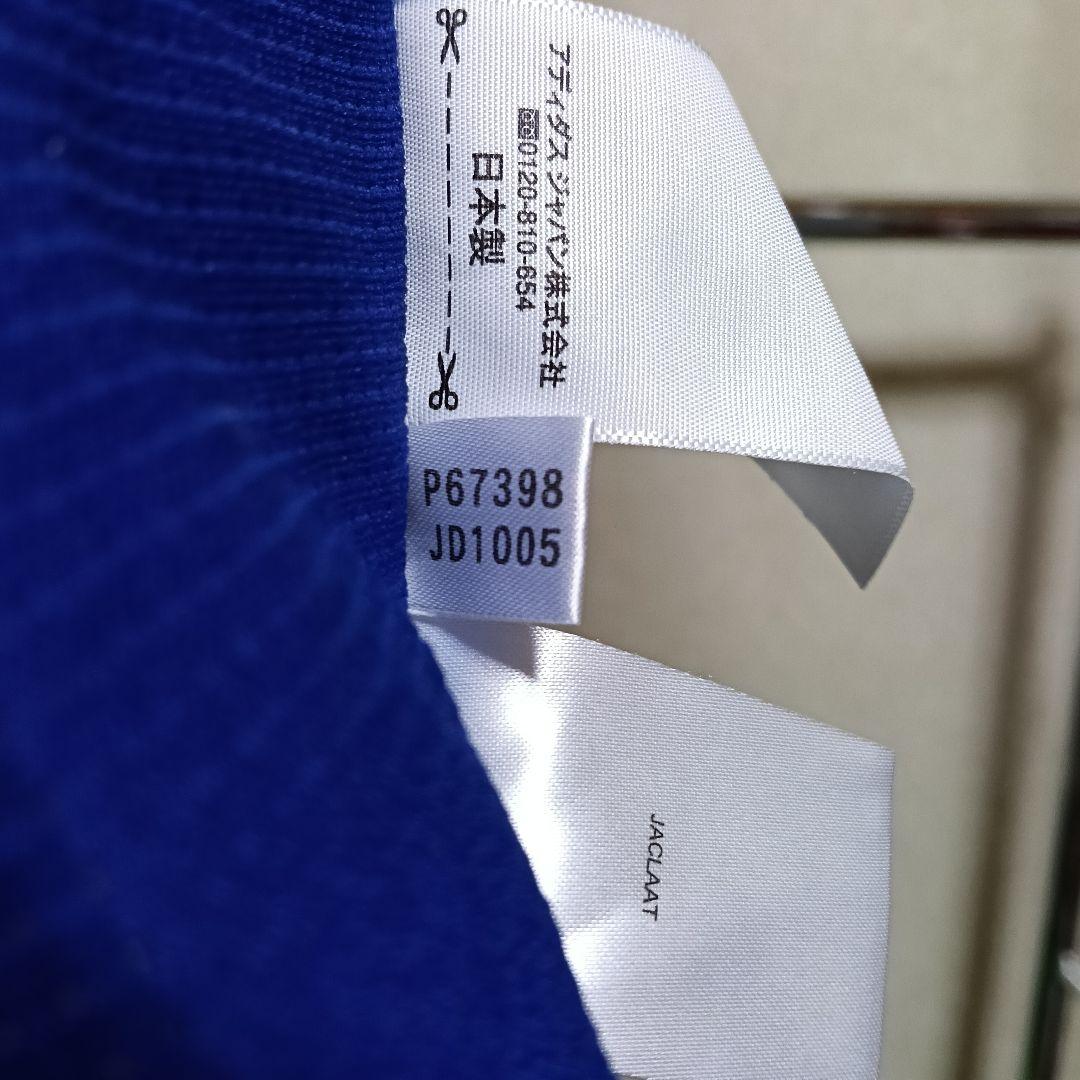 アディダス ジャパン株式会社
0120-810-654
日本製
P67398
JD1005
JACLAAT